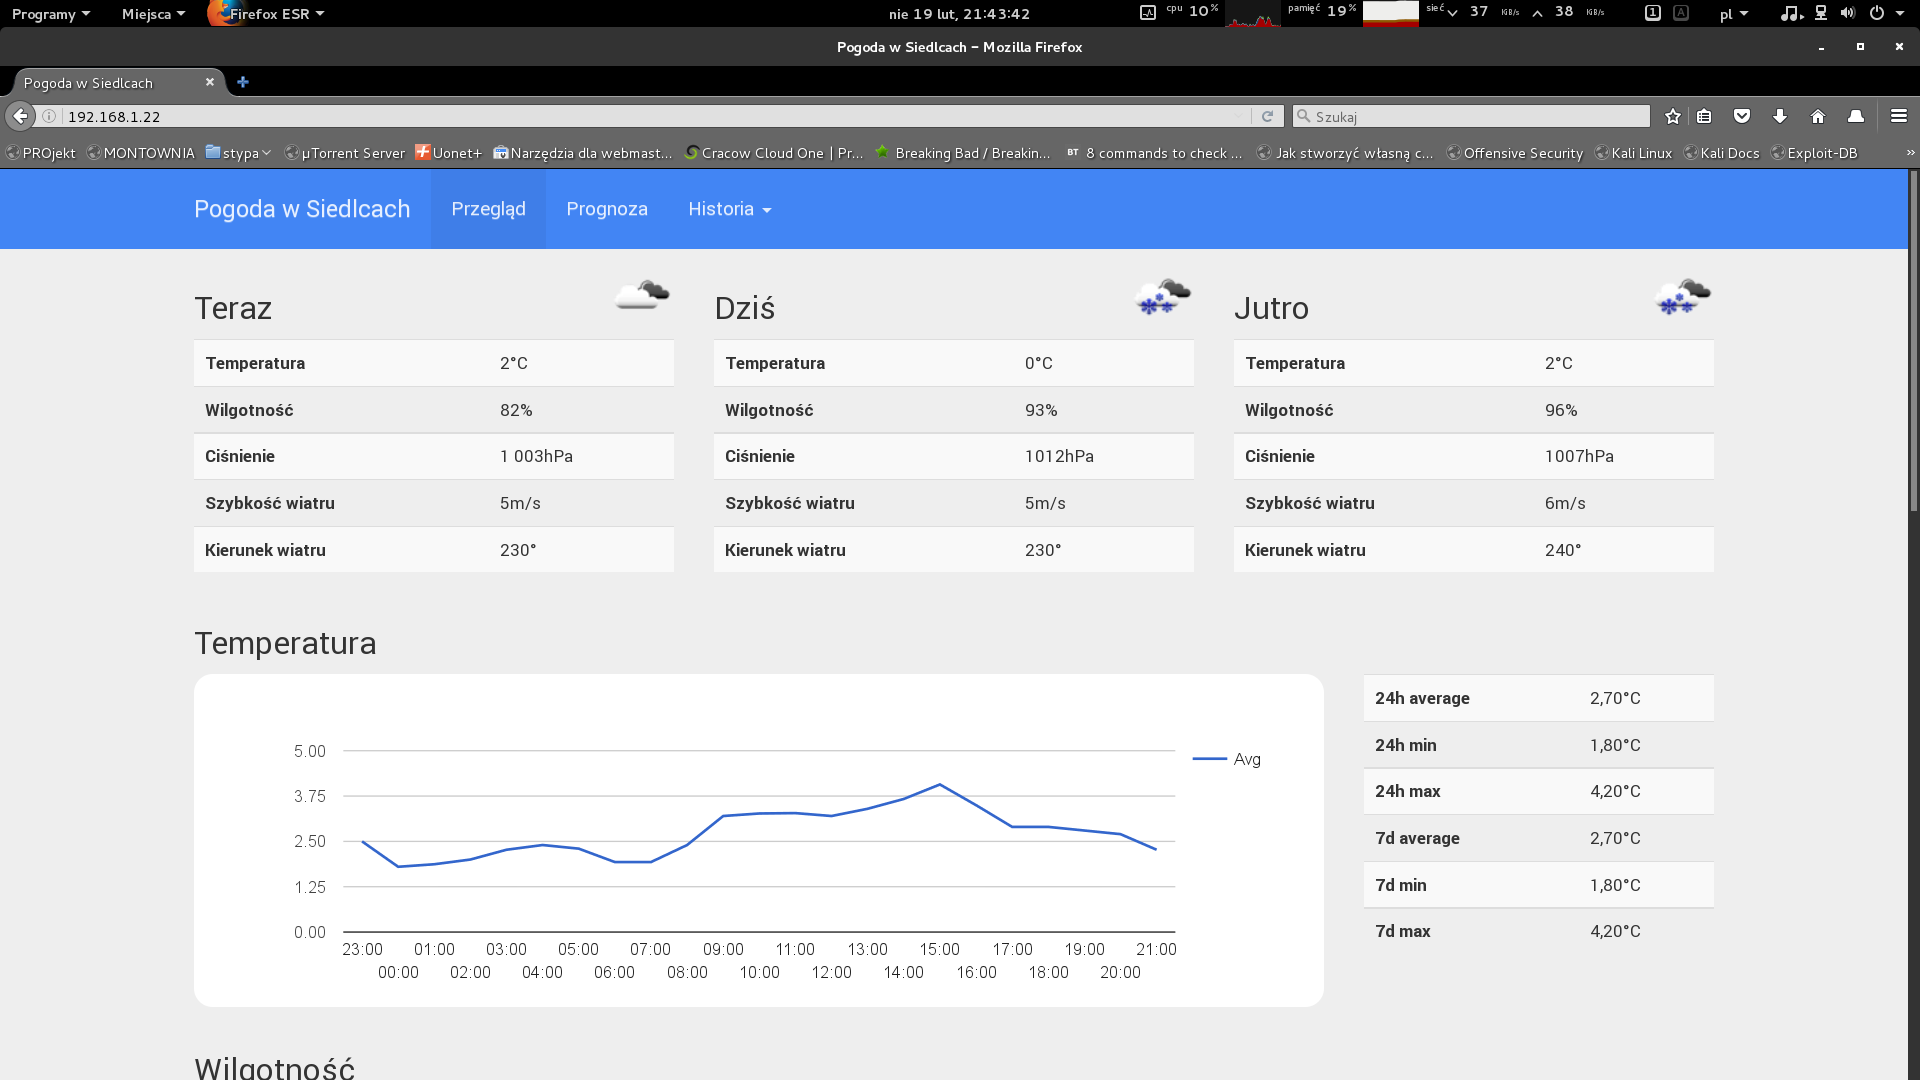 Programy Miejsca Firefox ESR nie 19 lut, 21:43:42 cpu 10 % pamięć 19 % sieć 37 KiB/s 38 KiB/s 1 A pl
Pogoda w Siedlcach – Mozilla Firefox
Pogoda w Siedlcach
192.168.1.22 Szukaj
PROjekt MONTOWNIA stypa µTorrent Server Uonet+ Narzędzia dla webmast... Cracow Cloud One | Pr... Breaking Bad / Breakin... BT 8 commands to check ... Jak stworzyć własną c... Offensive Security Kali Linux Kali Docs Exploit-DB »
Pogoda w Siedlcach Przegląd Prognoza Historia
Teraz
Temperatura 2°C
Wilgotność 82%
Ciśnienie 1 003hPa
Szybkość wiatru 5m/s
Kierunek wiatru 230°
Dziś
Temperatura 0°C
Wilgotność 93%
Ciśnienie 1012hPa
Szybkość wiatru 5m/s
Kierunek wiatru 230°
Jutro
Temperatura 2°C
Wilgotność 96%
Ciśnienie 1007hPa
Szybkość wiatru 6m/s
Kierunek wiatru 240°
Temperatura
5.00
3.75
2.50
1.25
0.00
23:00 01:00 03:00 05:00 07:00 09:00 11:00 13:00 15:00 17:00 19:00 21:00
00:00 02:00 04:00 06:00 08:00 10:00 12:00 14:00 16:00 18:00 20:00
Avg
24h average 2,70°C
24h min 1,80°C
24h max 4,20°C
7d average 2,70°C
7d min 1,80°C
7d max 4,20°C
Wilgotność